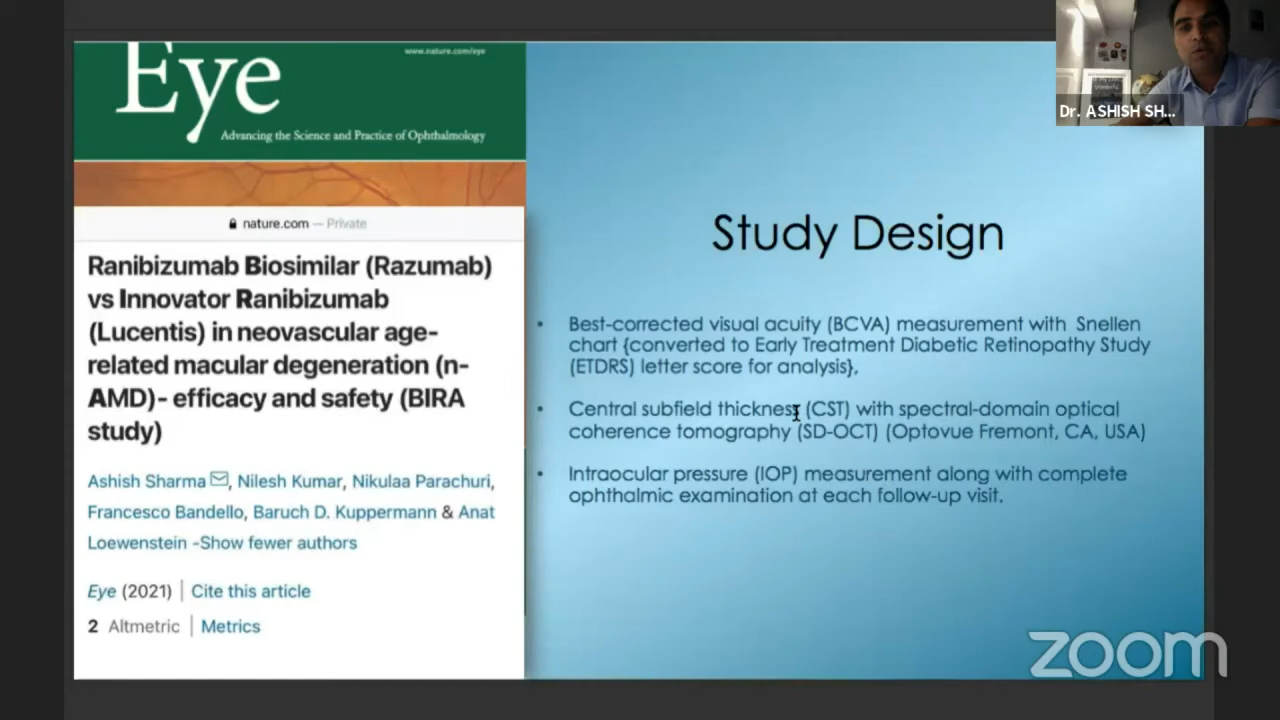 www.nature.com/eye
Eye
Advancing the Science and Practice of Ophthalmology
nature.com — Private
Ranibizumab Biosimilar (Razumab)
vs Innovator Ranibizumab
(Lucentis) in neovascular age-
related macular degeneration (n-
AMD)- efficacy and safety (BIRA
study)
Ashish Sharma, Nilesh Kumar, Nikulaa Parachuri,
Francesco Bandello, Baruch D. Kuppermann & Anat
Loewenstein -Show fewer authors
Eye (2021) | Cite this article
2 Altmetric | Metrics
Study Design
• Best-corrected visual acuity (BCVA) measurement with Snellen
chart {converted to Early Treatment Diabetic Retinopathy Study
(ETDRS) letter score for analysis},
• Central subfield thickness (CST) with spectral-domain optical
coherence tomography (SD-OCT) (Optovue Fremont, CA, USA)
• Intraocular pressure (IOP) measurement along with complete
ophthalmic examination at each follow-up visit.
Dr. ASHISH SH...
zoom